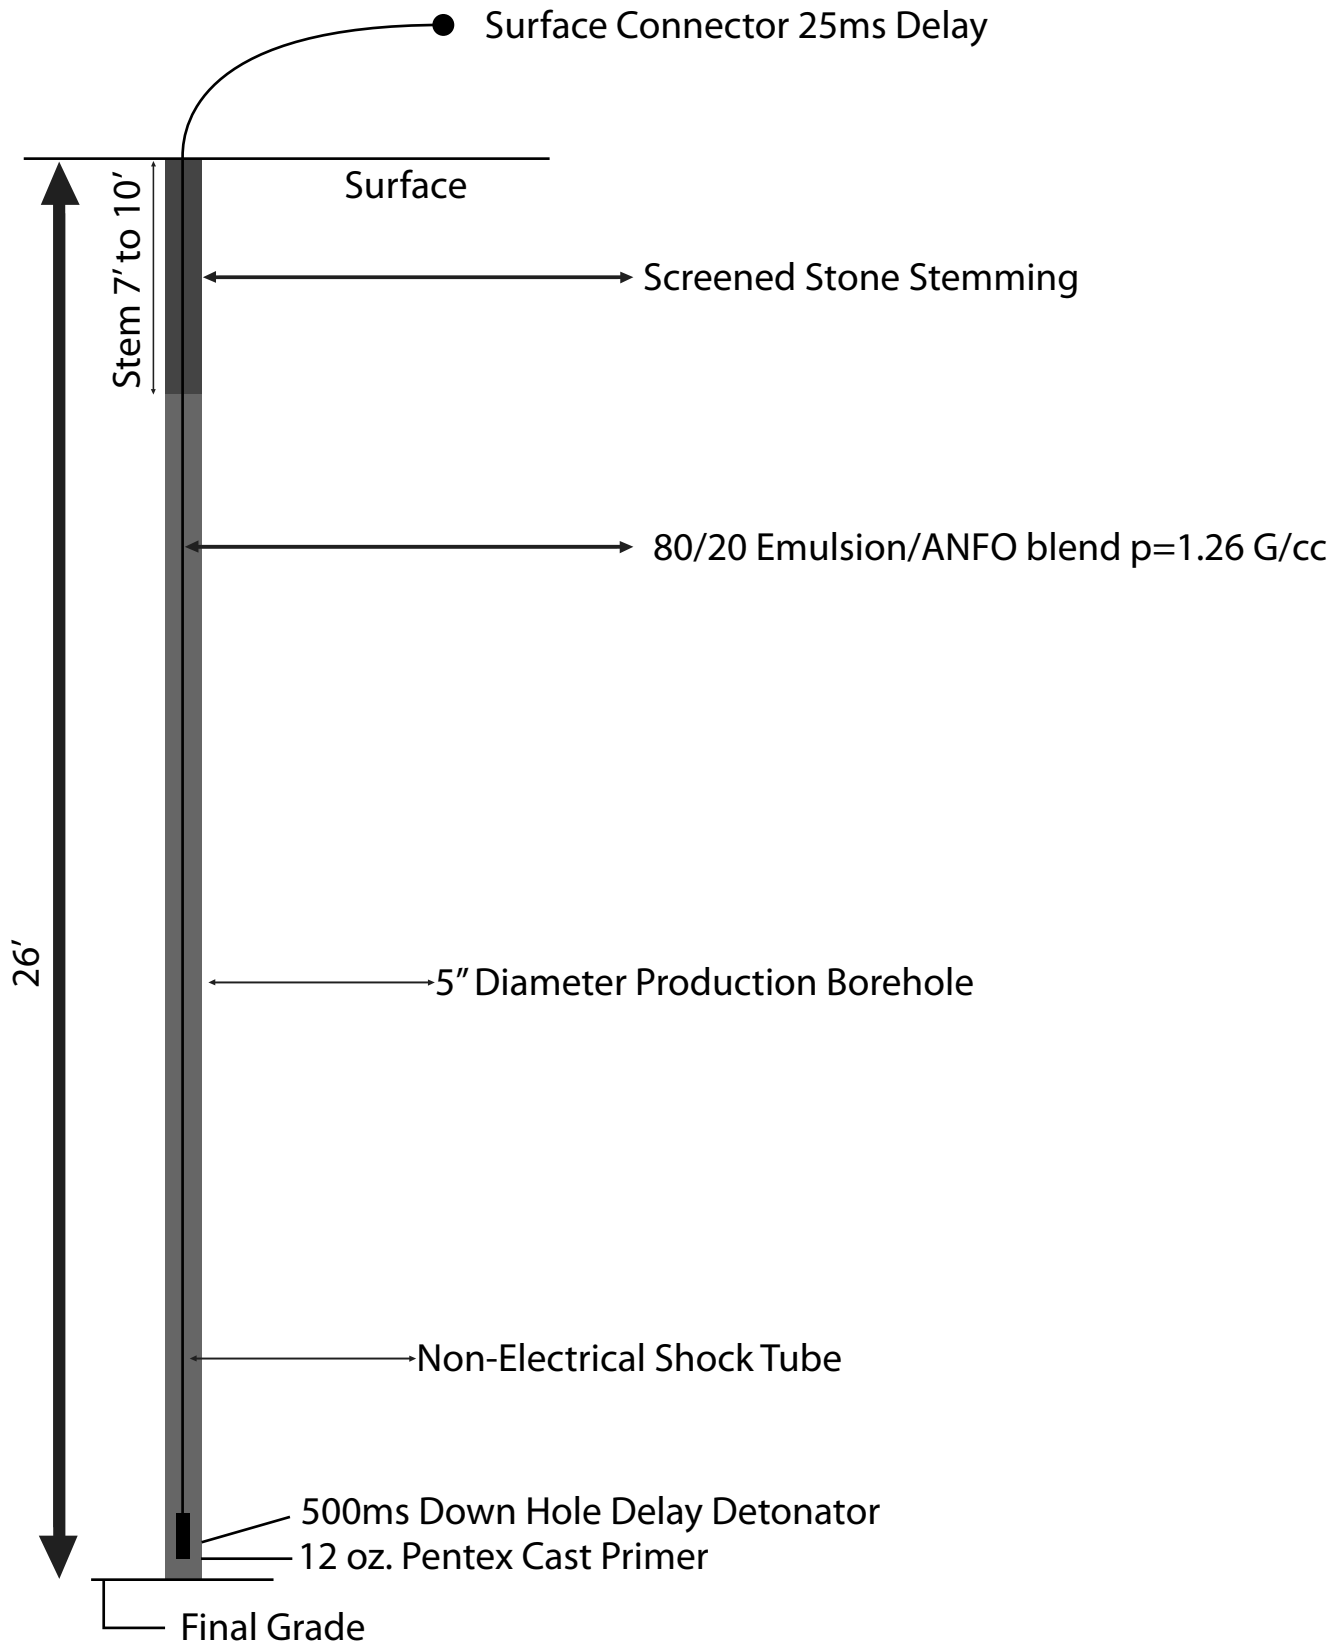 Surface Connector 25ms Delay
Surface
Stem 7’ to 10’
Screened Stone Stemming
80/20 Emulsion/ANFO blend p=1.26 G/cc
26’
5” Diameter Production Borehole
Non-Electrical Shock Tube
500ms Down Hole Delay Detonator
12 oz. Pentex Cast Primer
Final Grade